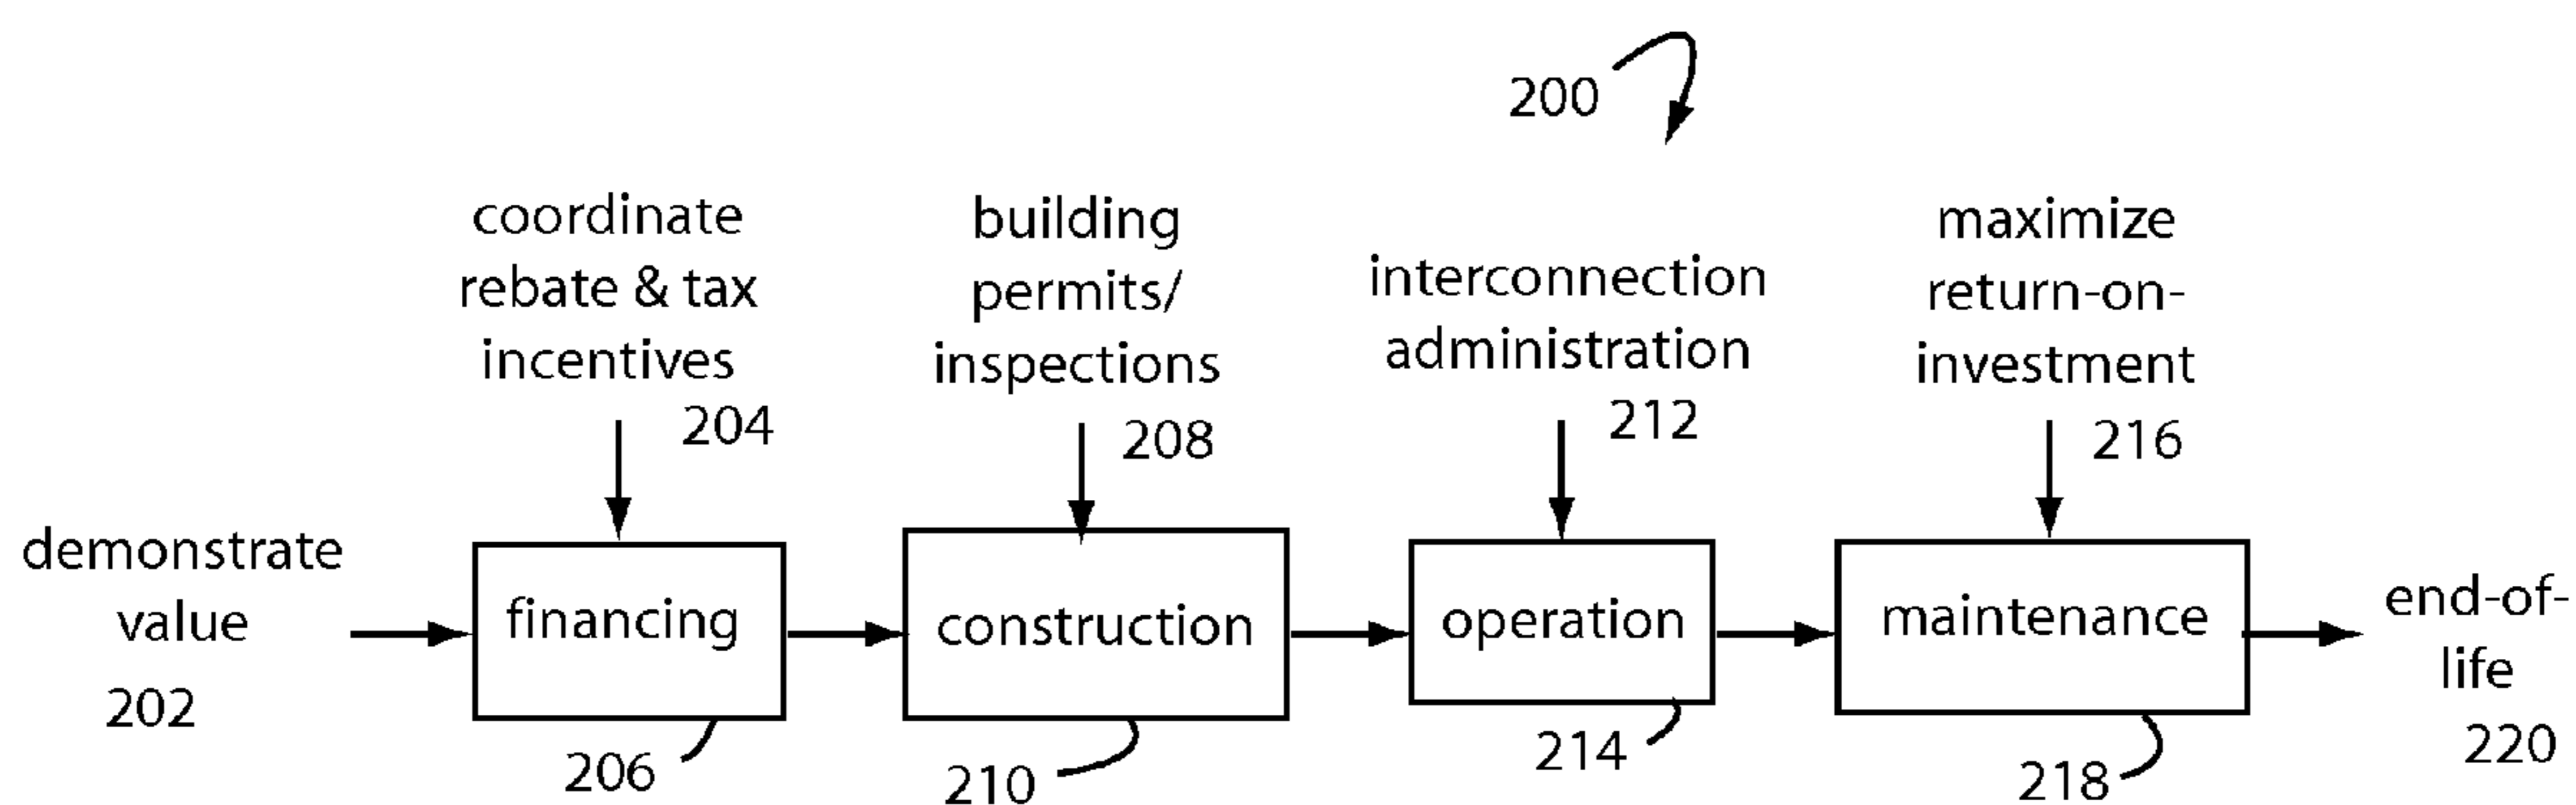 200
coordinate
rebate & tax
incentives
204
building
permits/
inspections
208
interconnection
administration
212
maximize
return-on-
investment
216
demonstrate
value
202
financing
206
construction
210
operation
214
maintenance
218
end-of-
life
220